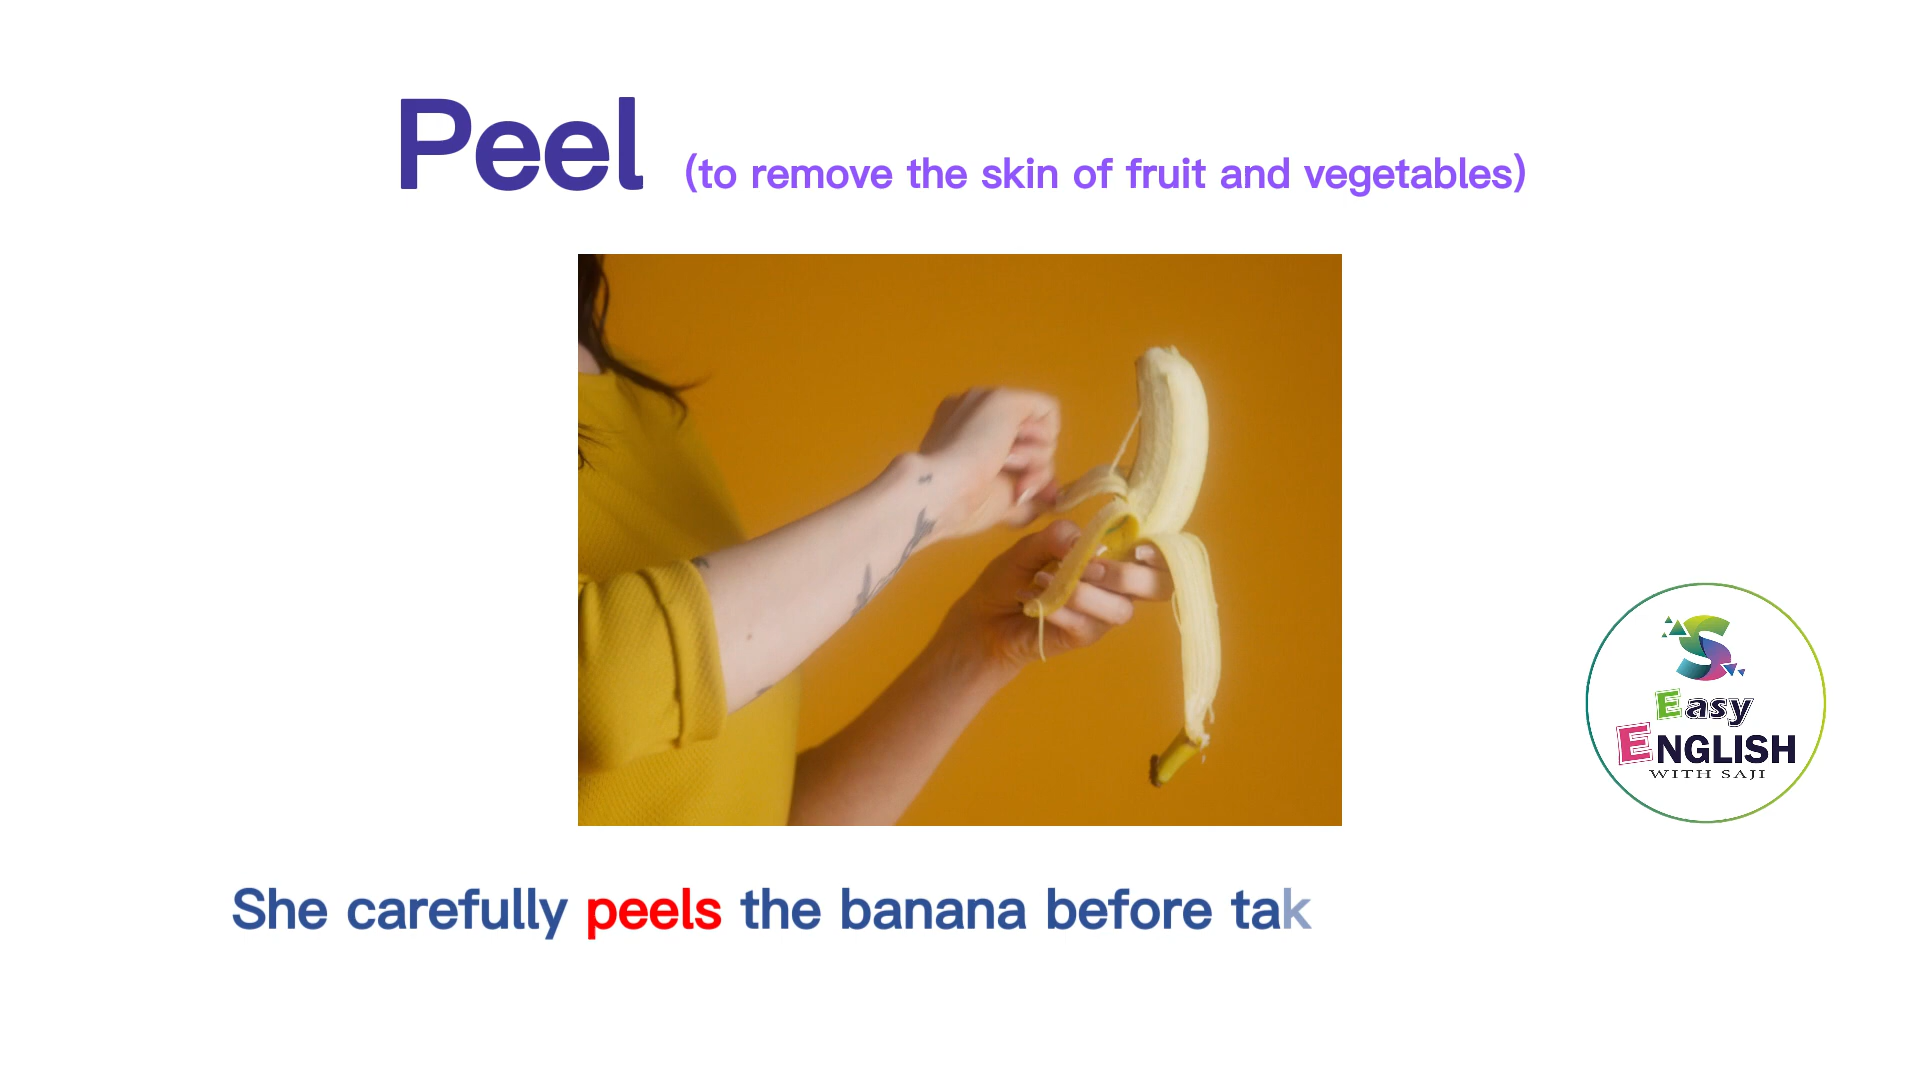 Peel (to remove the skin of fruit and vegetables)
S
Easy
ENGLISH
WITH SAJI
She carefully peels the banana before tak